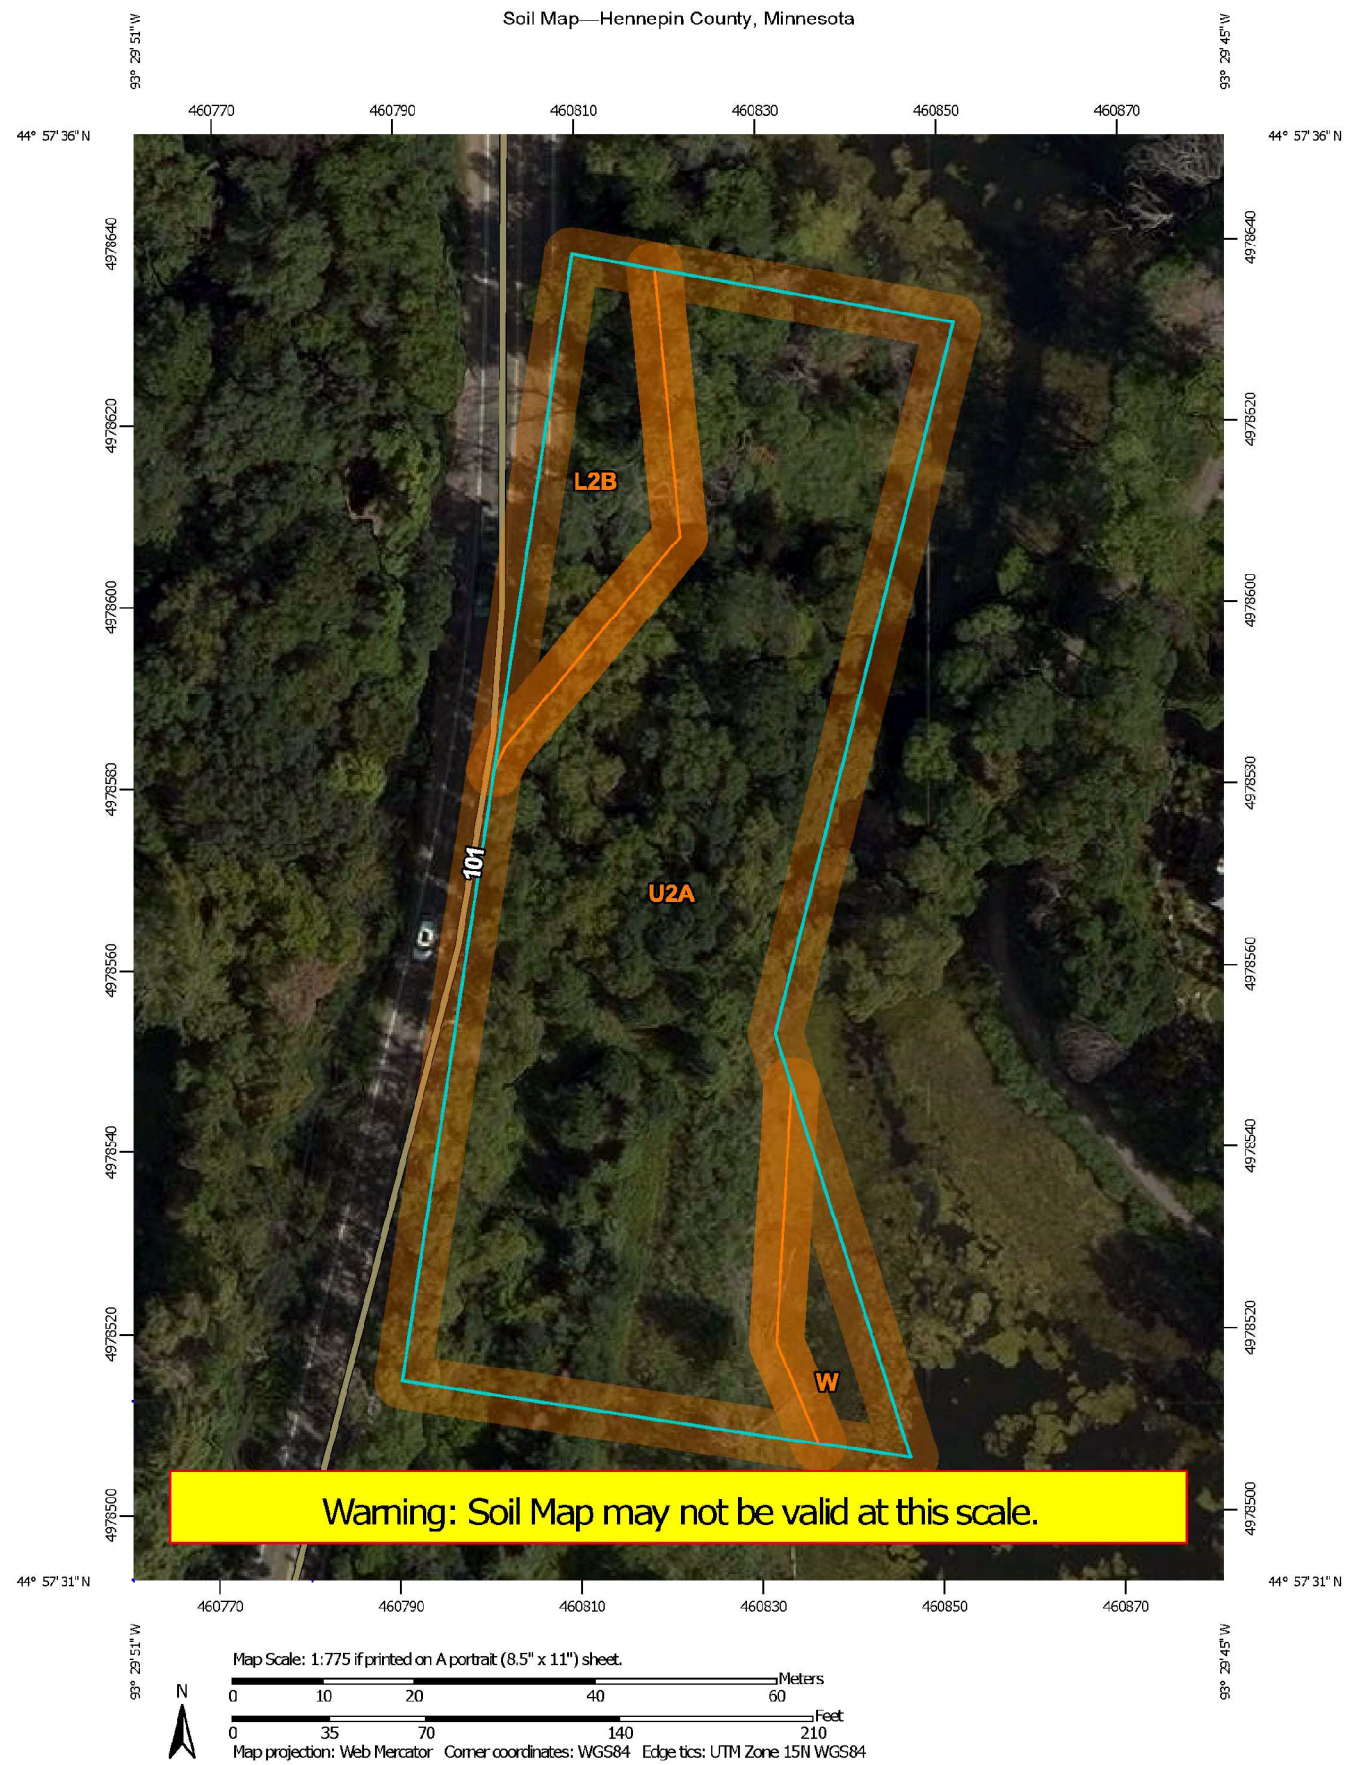 Soil Map—Hennepin County, Minnesota
93° 29' 51" W
93° 29' 45" W
460770 460790 460810 460830 460850 460870
44° 57' 36" N
44° 57' 36" N
4978640
4978640
4978620
4978620
L2B
4978600
4978600
4978580
4978580
101
U2A
4978560
4978560
4978540
4978540
4978520
4978520
W
4978500
4978500
Warning: Soil Map may not be valid at this scale.
44° 57' 31" N
44° 57' 31" N
460770 460790 460810 460830 460850 460870
93° 29' 51" W
93° 29' 45" W
Map Scale: 1:775 if printed on A portrait (8.5" x 11") sheet.
N
Meters
0 10 20 40 60
Feet
0 35 70 140 210
Map projection: Web Mercator Corner coordinates: WGS84 Edge tics: UTM Zone 15N WGS84